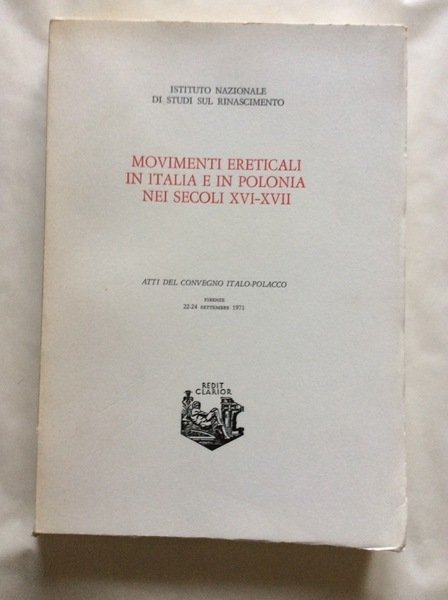 ISTITUTO NAZIONALE
DI STUDI SUL RINASCIMENTO
MOVIMENTI ERETICALI
IN ITALIA E IN POLONIA
NEI SECOLI XVI-XVII
ATTI DEL CONVEGNO ITALO-POLACCO
FIRENZE
22-24 SETTEMBRE 1971
REDIT
CLARIOR